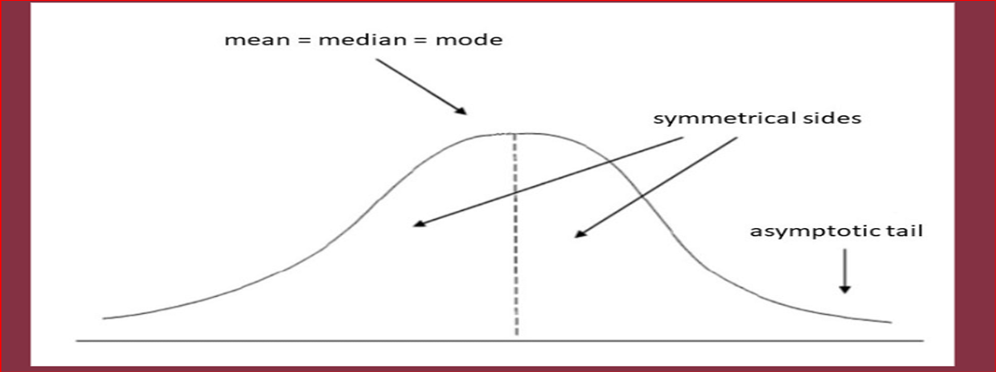 mean = median = mode
symmetrical sides
asymptotic tail